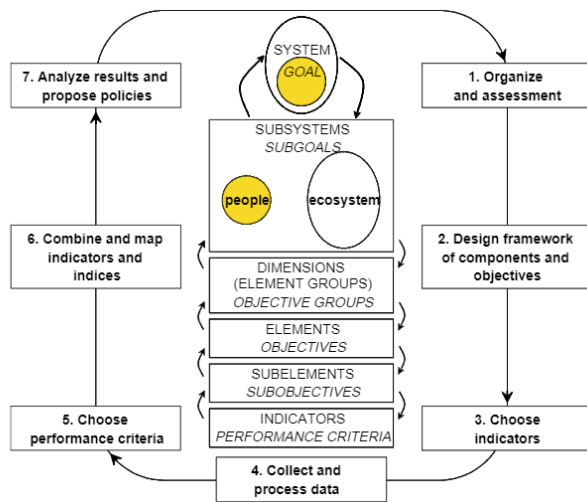 SYSTEM
GOAL
7. Analyze results and
propose policies
1. Organize
and assessment
SUBSYSTEMS
SUBGOALS
people
ecosystem
6. Combine and map
indicators and
indices
2. Design framework
of components and
objectives
DIMENSIONS
(ELEMENT GROUPS)
OBJECTIVE GROUPS
ELEMENTS
OBJECTIVES
SUBELEMENTS
SUBOBJECTIVES
5. Choose
performance criteria
INDICATORS
PERFORMANCE CRITERIA
3. Choose
indicators
4. Collect and
process data